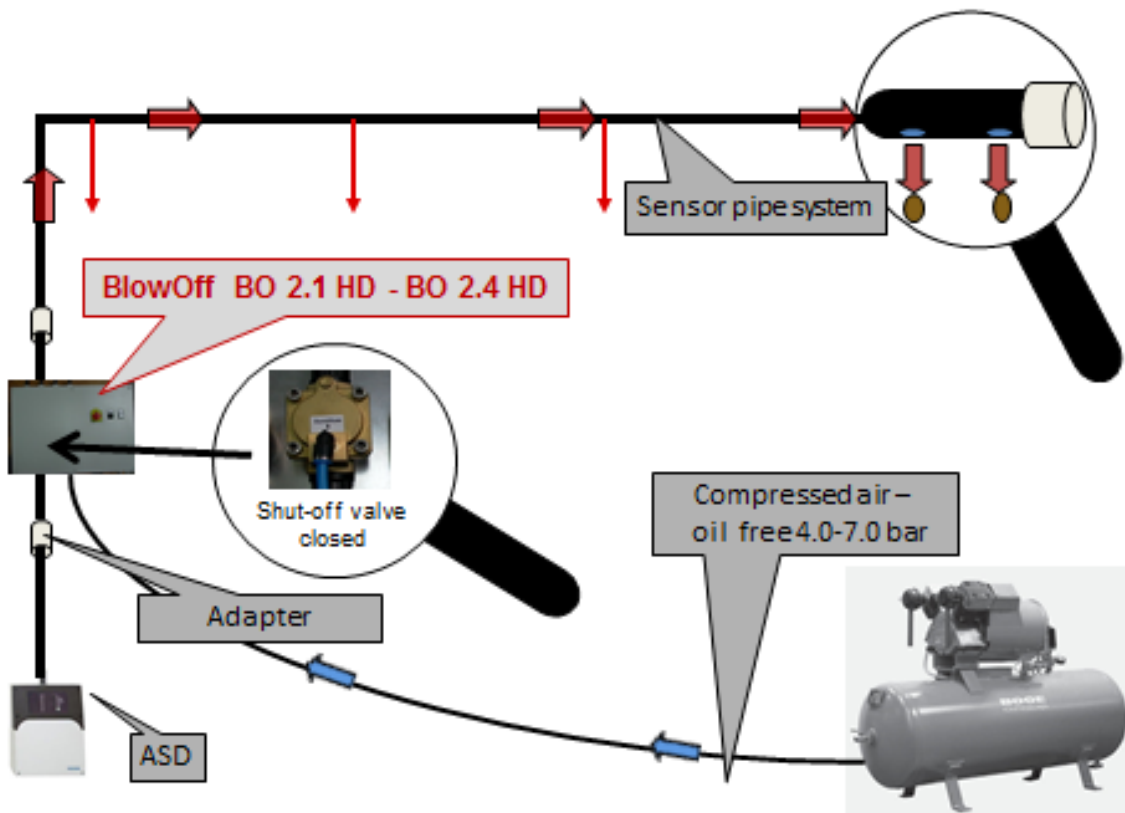 Sensor pipe system
BlowOff BO 2.1 HD - BO 2.4 HD
Shut-off valve
closed
Compressed air –
oil free 4.0-7.0 bar
Adapter
ASD
BOGE